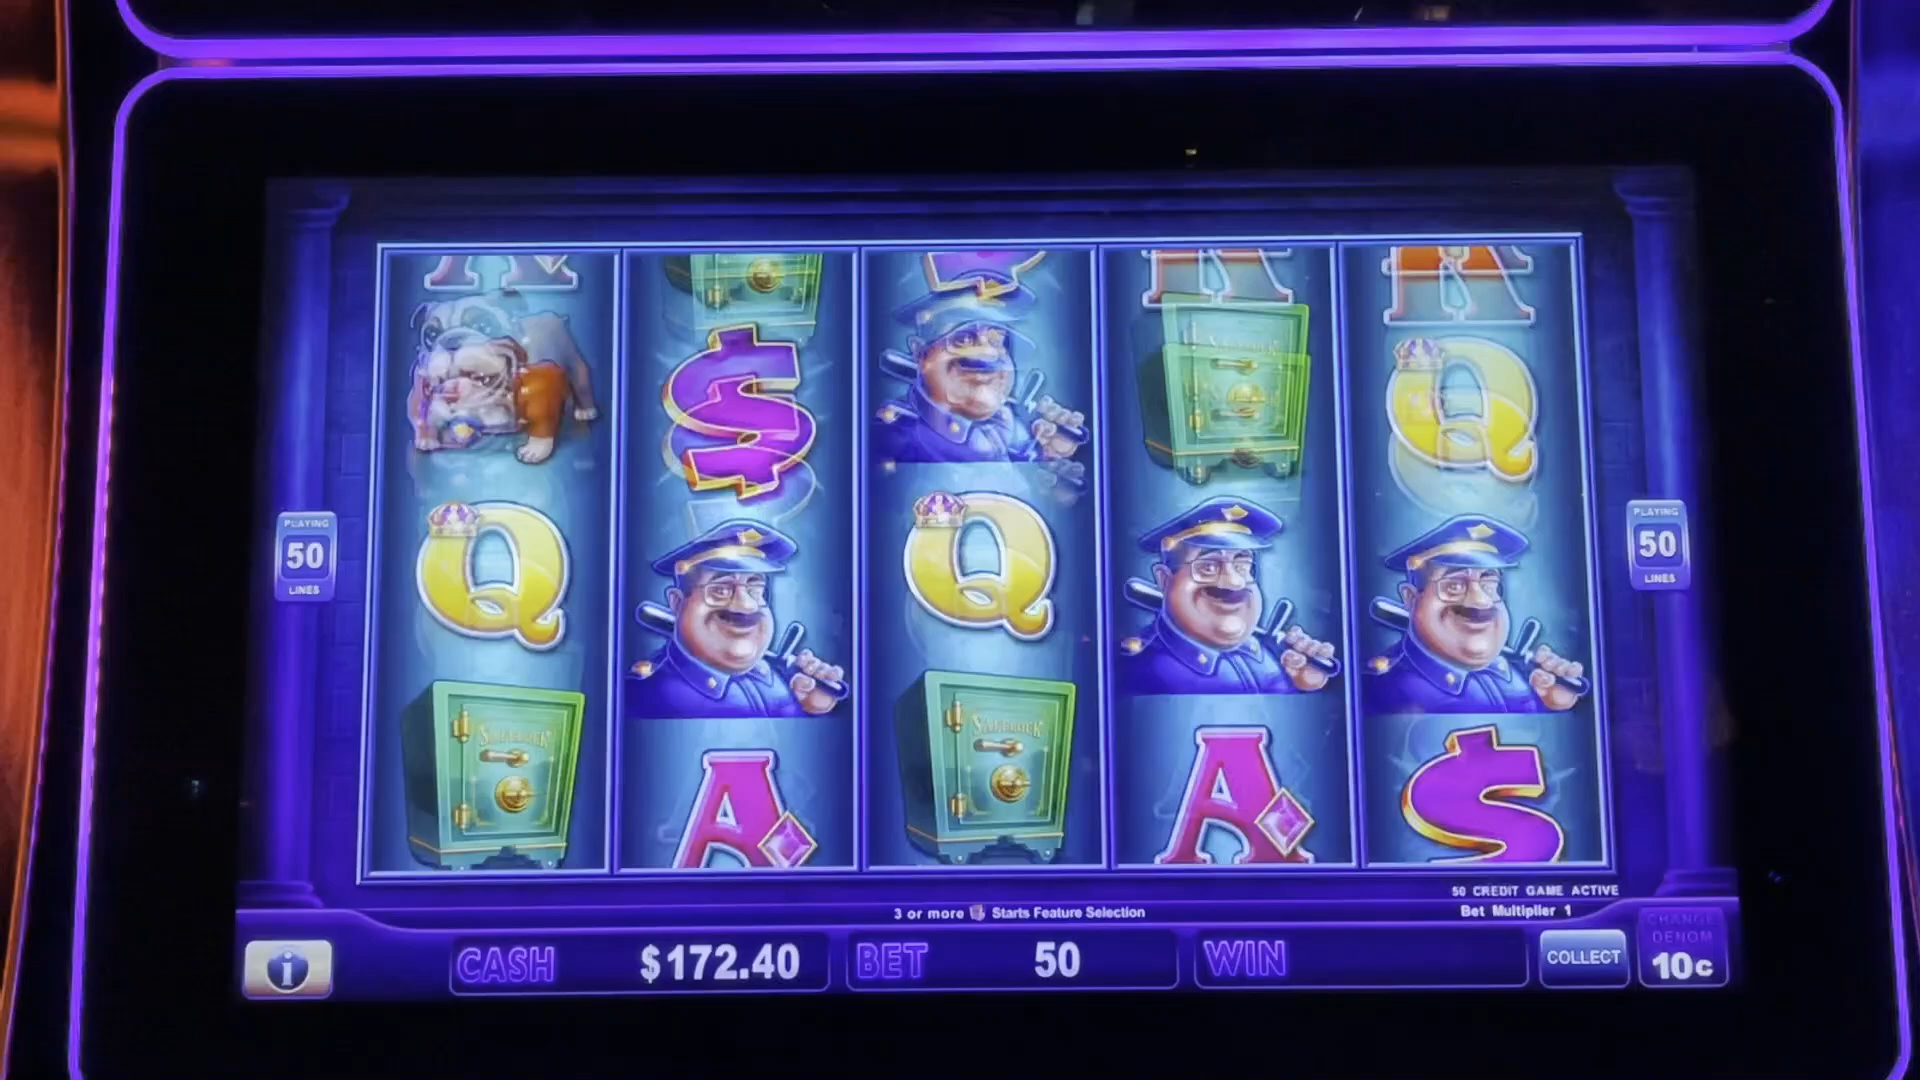 K
K
Q
PLAYING
50
LINES
PLAYING
50
LINES
$
Q
Q
A
A
$
50 CREDIT GAME ACTIVE
3 or more Starts Feature Selection
Bet Multiplier 1
i
CASH $172.40
BET 50
WIN
COLLECT
CHANGE
DENOM
10c